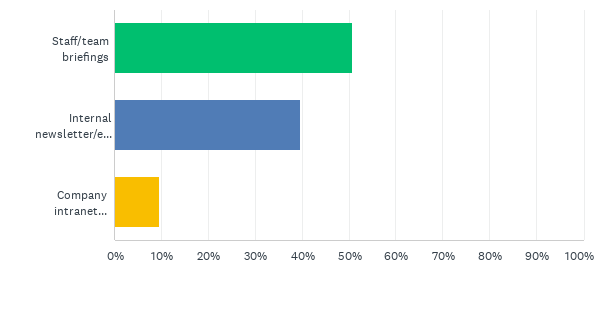 Staff/team
briefings
Internal
newsletter/e...
Company
intranet...
0% 10% 20% 30% 40% 50% 60% 70% 80% 90% 100%